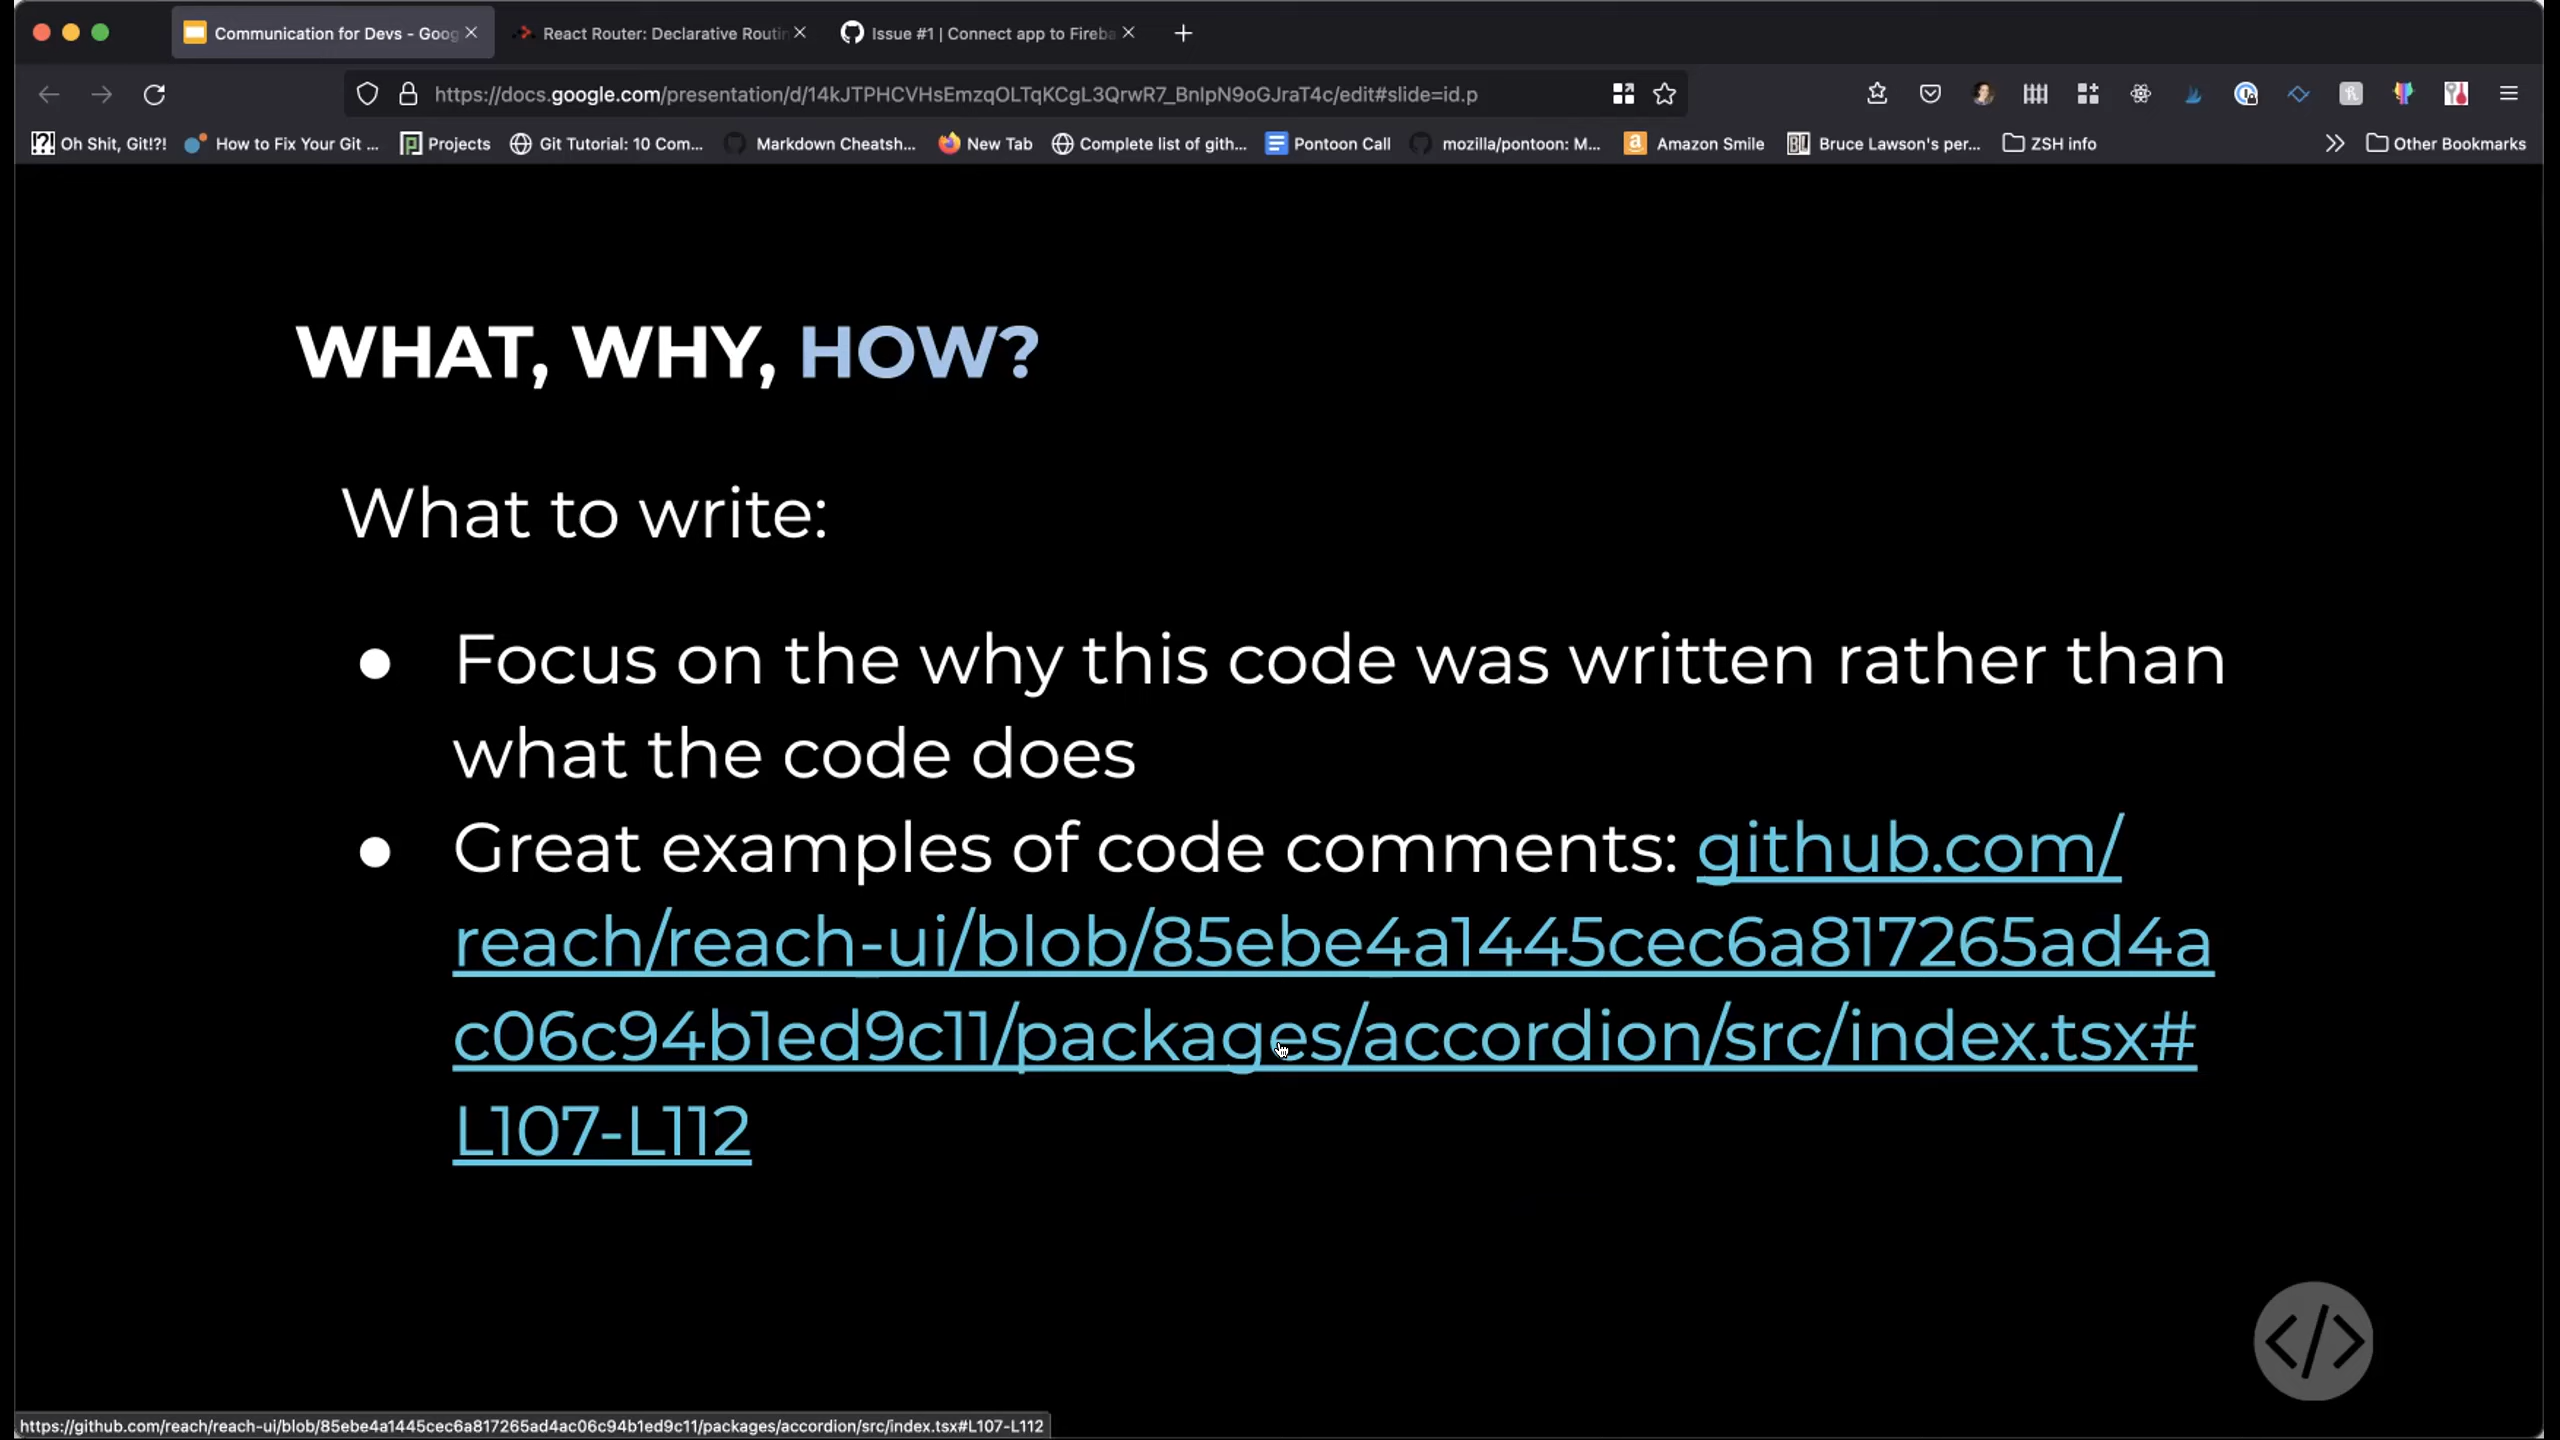 Communication for Devs - Goog
React Router: Declarative Routin
Issue #1 | Connect app to Fireba
https://docs.google.com/presentation/d/14kJTPHCVHsEmzqOLTqKCgL3QrwR7_BnIpN9oGJraT4c/edit#slide=id.p
Oh Shit, Git!?!
How to Fix Your Git ...
Projects
Git Tutorial: 10 Com...
Markdown Cheatsh...
New Tab
Complete list of gith...
Pontoon Call
mozilla/pontoon: M...
Amazon Smile
Bruce Lawson's per...
ZSH info
Other Bookmarks
WHAT, WHY, HOW?
What to write:
● Focus on the why this code was written rather than
what the code does
● Great examples of code comments: github.com/
reach/reach-ui/blob/85ebe4a1445cec6a817265ad4a
c06c94b1ed9c11/packages/accordion/src/index.tsx#
L107-L112
</>
https://github.com/reach/reach-ui/blob/85ebe4a1445cec6a817265ad4ac06c94b1ed9c11/packages/accordion/src/index.tsx#L107-L112